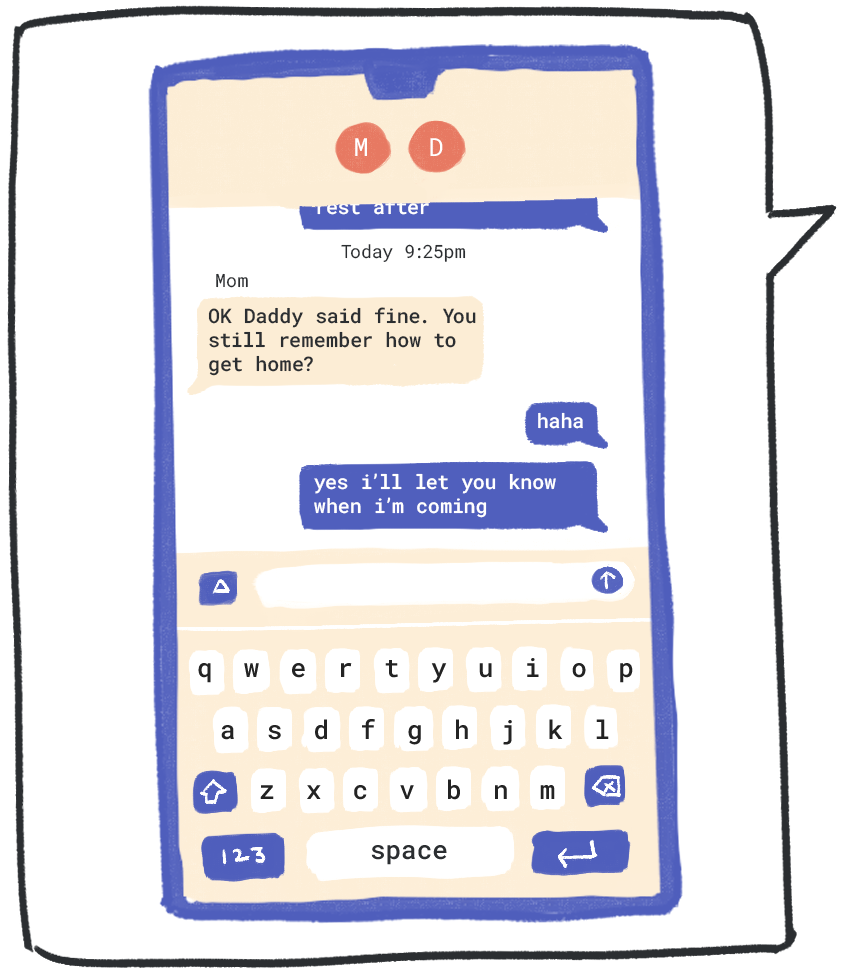 M D
rest after
Today 9:25pm
Mom
OK Daddy said fine. You
still remember how to
get home?
haha
yes i’ll let you know
when i’m coming
q w e r t y u i o p
a s d f g h j k l
z x c v b n m
123 space